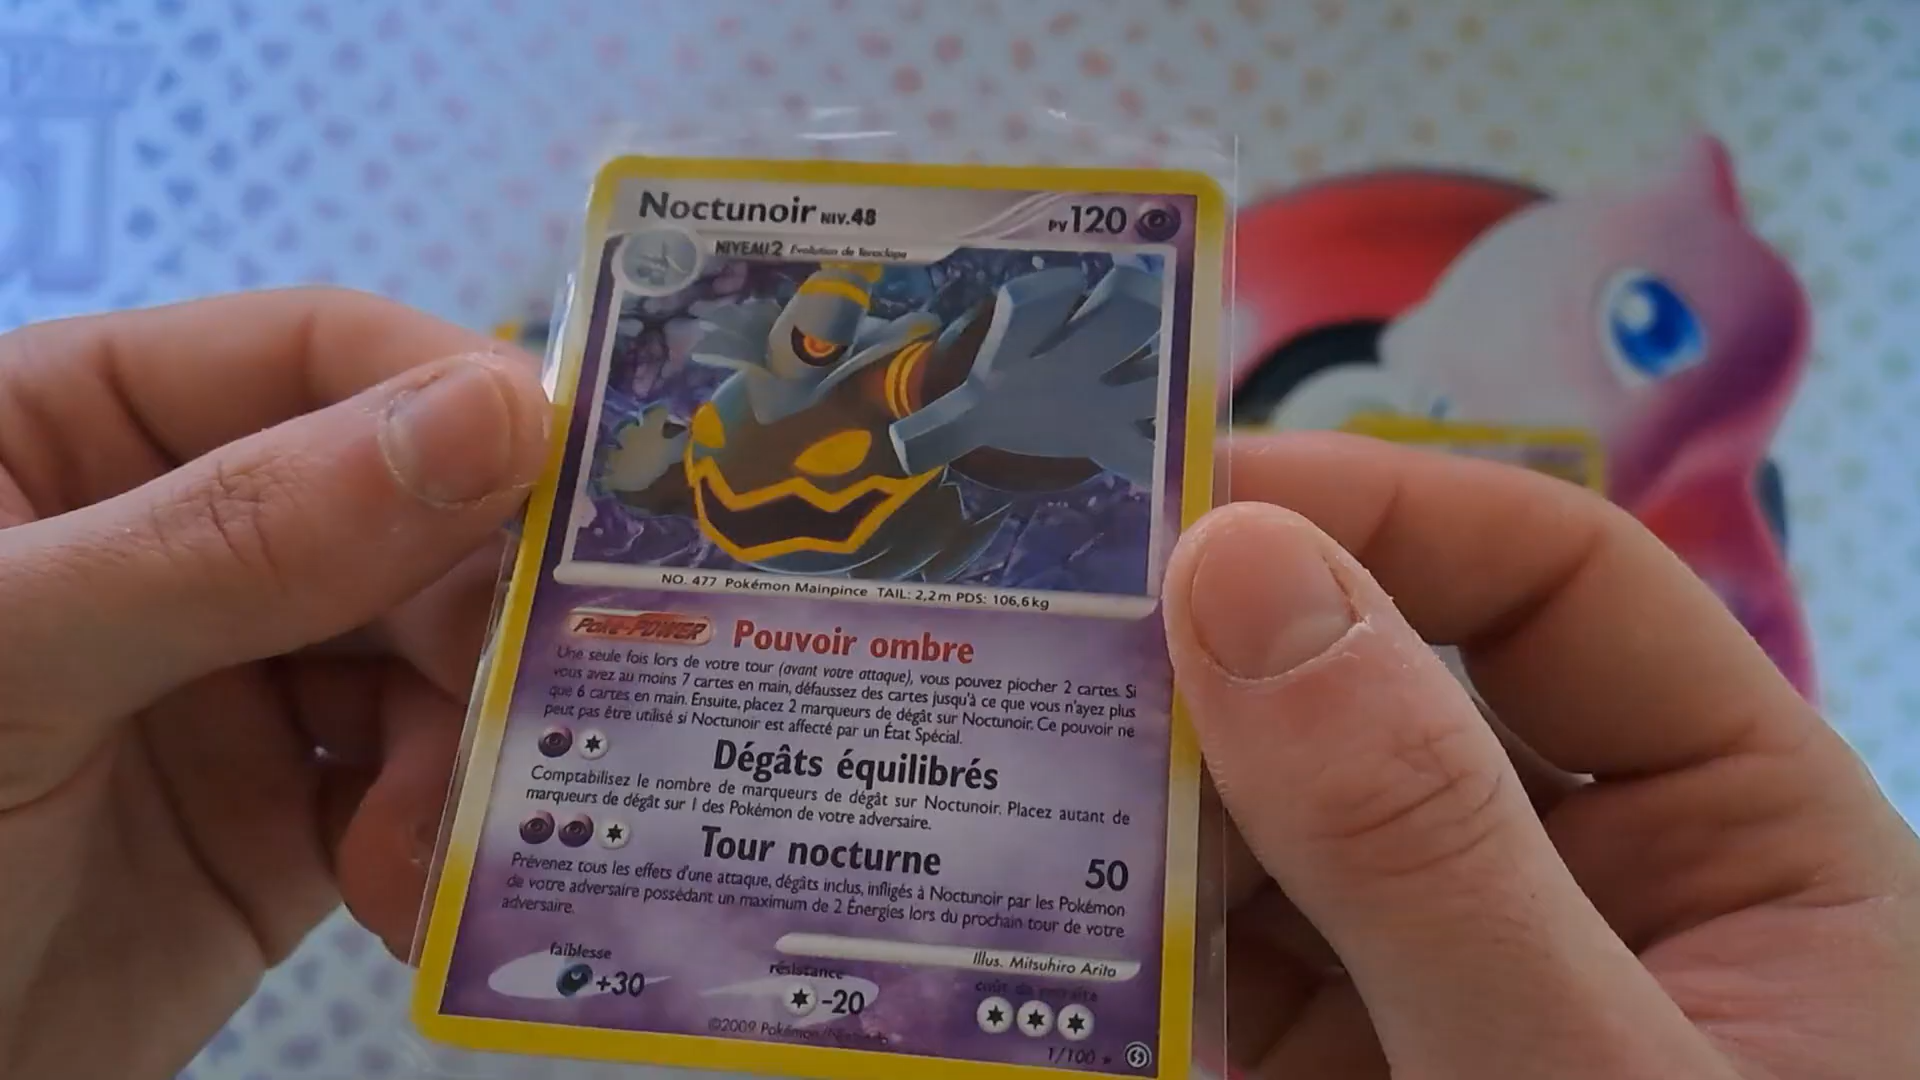 Noctunoir NIV.48
PV 120
NIVEAU 2 Evolution de Téraclope
NO. 477 Pokémon Mainpince TAIL: 2,2m PDS: 106,6kg
Poké-POWER Pouvoir ombre
Une seule fois lors de votre tour (avant votre attaque), vous pouvez piocher 2 cartes. Si
vous avez au moins 7 cartes en main, défaussez des cartes jusqu'à ce que vous n'ayez plus
que 6 cartes en main. Ensuite, placez 2 marqueurs de dégât sur Noctunoir. Ce pouvoir ne
peut pas être utilisé si Noctunoir est affecté par un État Spécial.
Dégâts équilibrés
Comptabilisez le nombre de marqueurs de dégât sur Noctunoir. Placez autant de
marqueurs de dégât sur 1 des Pokémon de votre adversaire.
Tour nocturne 50
Prévenez tous les effets d'une attaque, dégâts inclus, infligés à Noctunoir par les Pokémon
de votre adversaire possédant un maximum de 2 Énergies lors du prochain tour de votre
adversaire.
Illus. Mitsuhiro Arita
faiblesse
+30
résistance
-20
coût de retraite
©2009 Pokémon/Nintendo
1/100